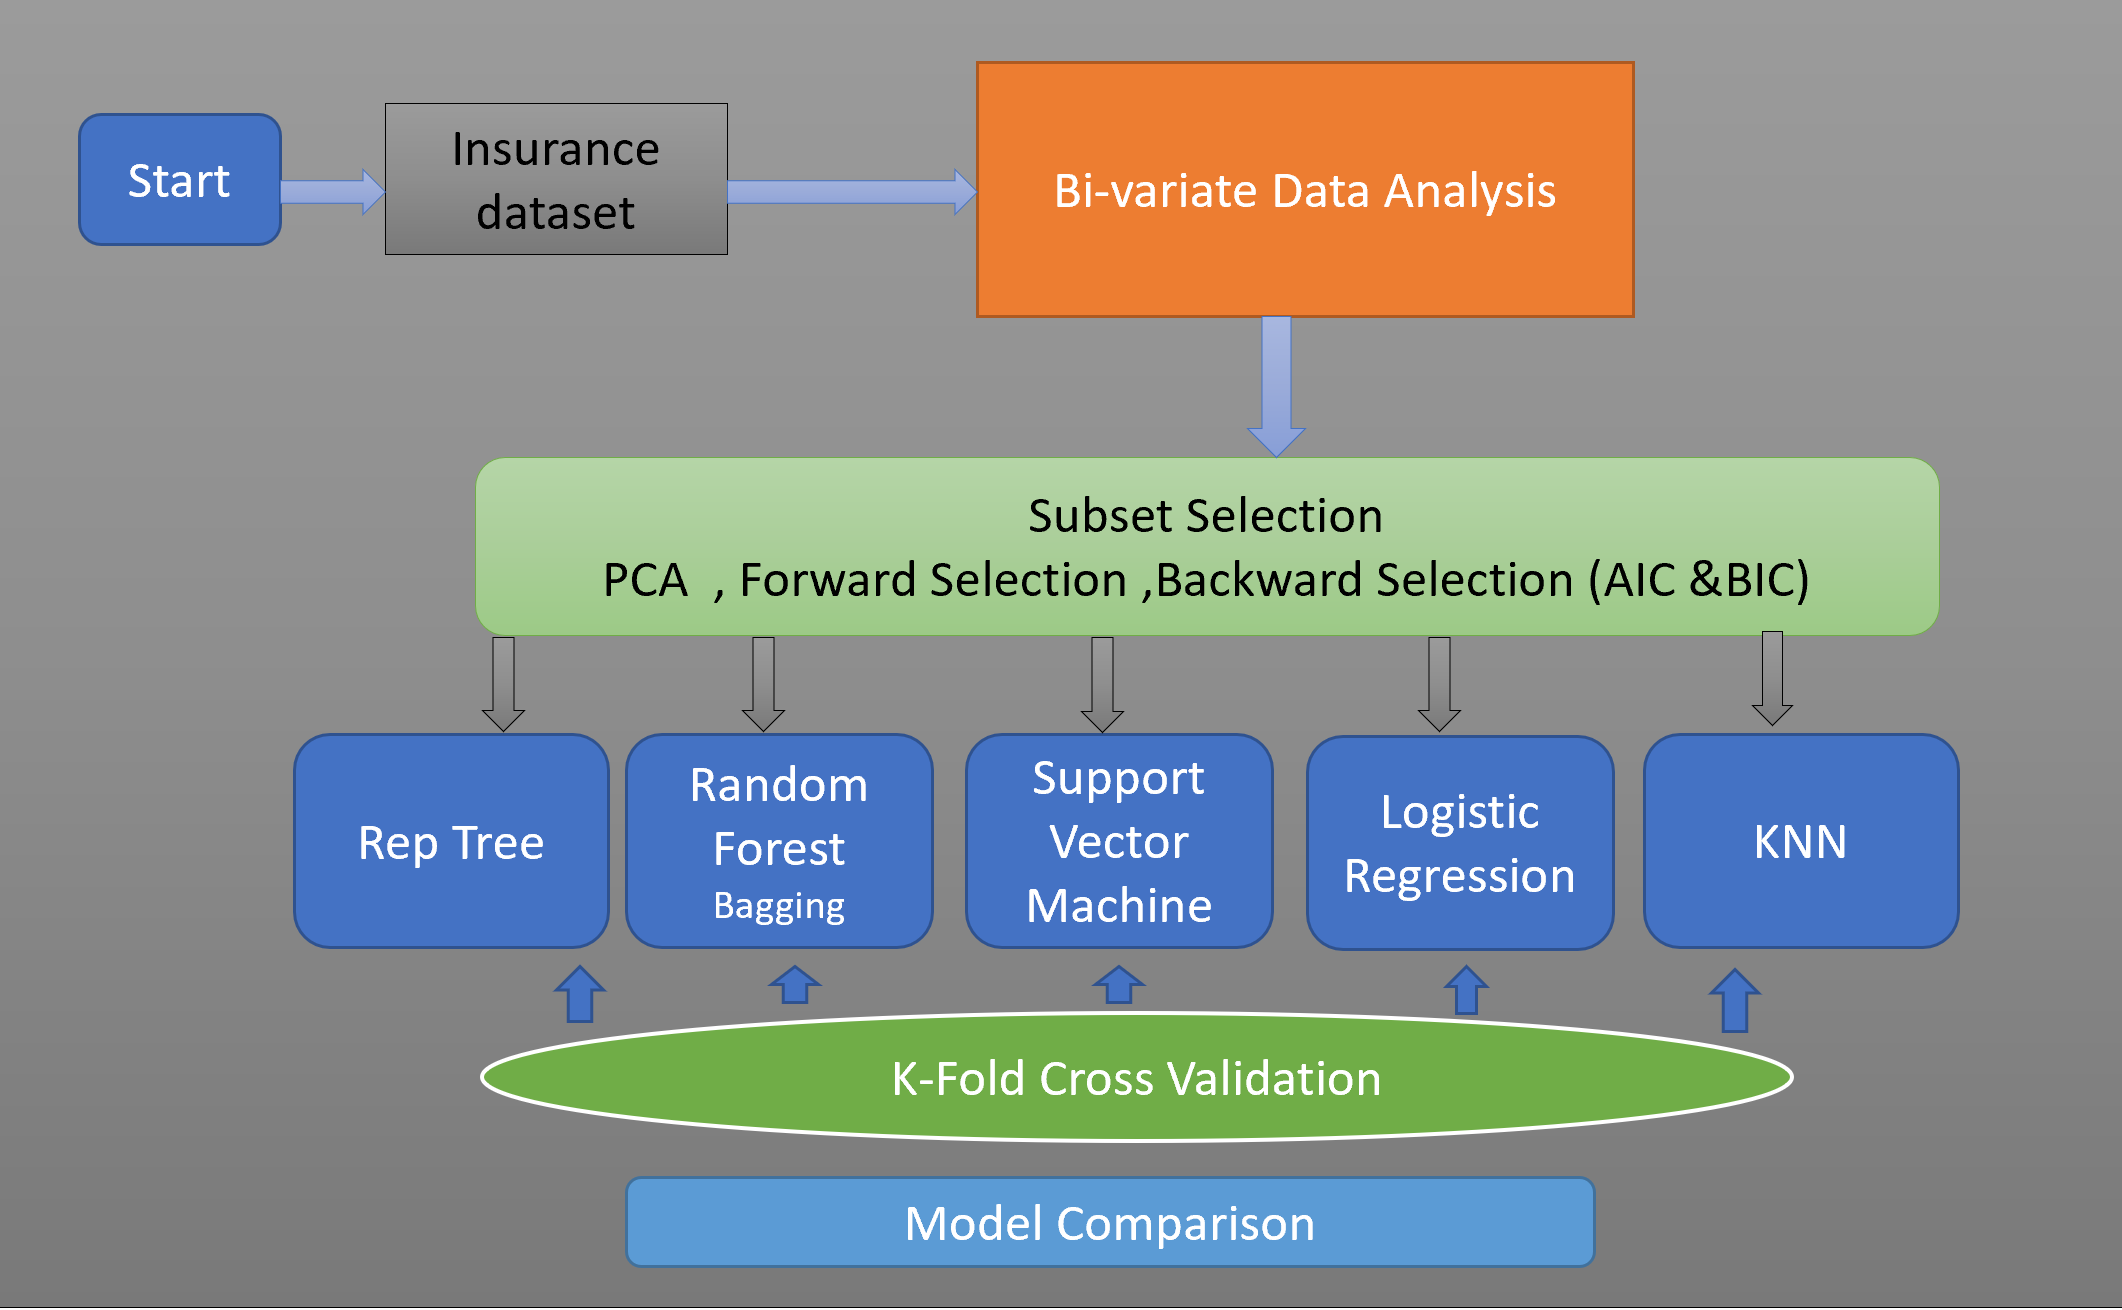 Start
Insurance
dataset
Bi-variate Data Analysis
Subset Selection
PCA  , Forward Selection ,Backward Selection (AIC &BIC)
Rep Tree
Random
Forest
Bagging
Support
Vector
Machine
Logistic
Regression
KNN
K-Fold Cross Validation
Model Comparison